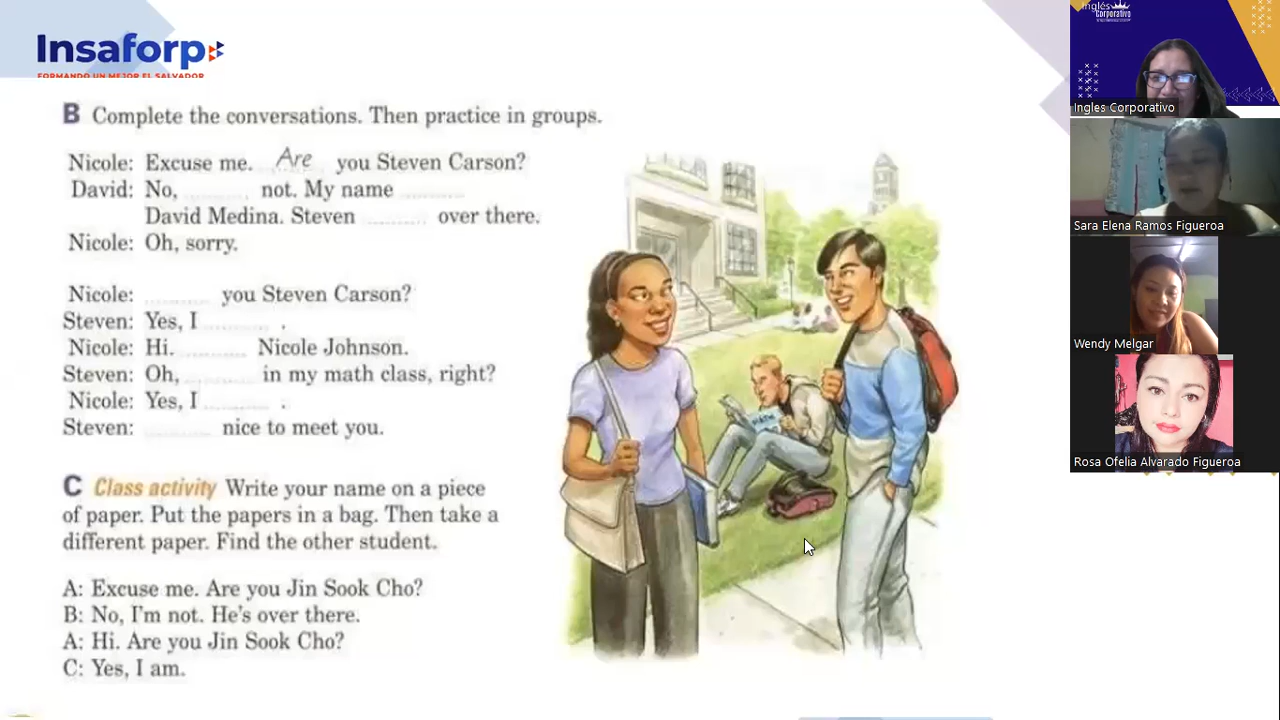 Insaforp
FORMANDO UN MEJOR EL SALVADOR
B Complete the conversations. Then practice in groups.
Nicole: Excuse me. Are you Steven Carson?
David: No, ........ not. My name ........
David Medina. Steven ........ over there.
Nicole: Oh, sorry.
Nicole: ........ you Steven Carson?
Steven: Yes, I ........ .
Nicole: Hi. ........ Nicole Johnson.
Steven: Oh, ........ in my math class, right?
Nicole: Yes, I ........ .
Steven: ........ nice to meet you.
C Class activity Write your name on a piece
of paper. Put the papers in a bag. Then take a
different paper. Find the other student.
A: Excuse me. Are you Jin Sook Cho?
B: No, I'm not. He's over there.
A: Hi. Are you Jin Sook Cho?
C: Yes, I am.
MATH
Inglés
Corporativo
Ingles Corporativo
Sara Elena Ramos Figueroa
Wendy Melgar
Rosa Ofelia Alvarado Figueroa